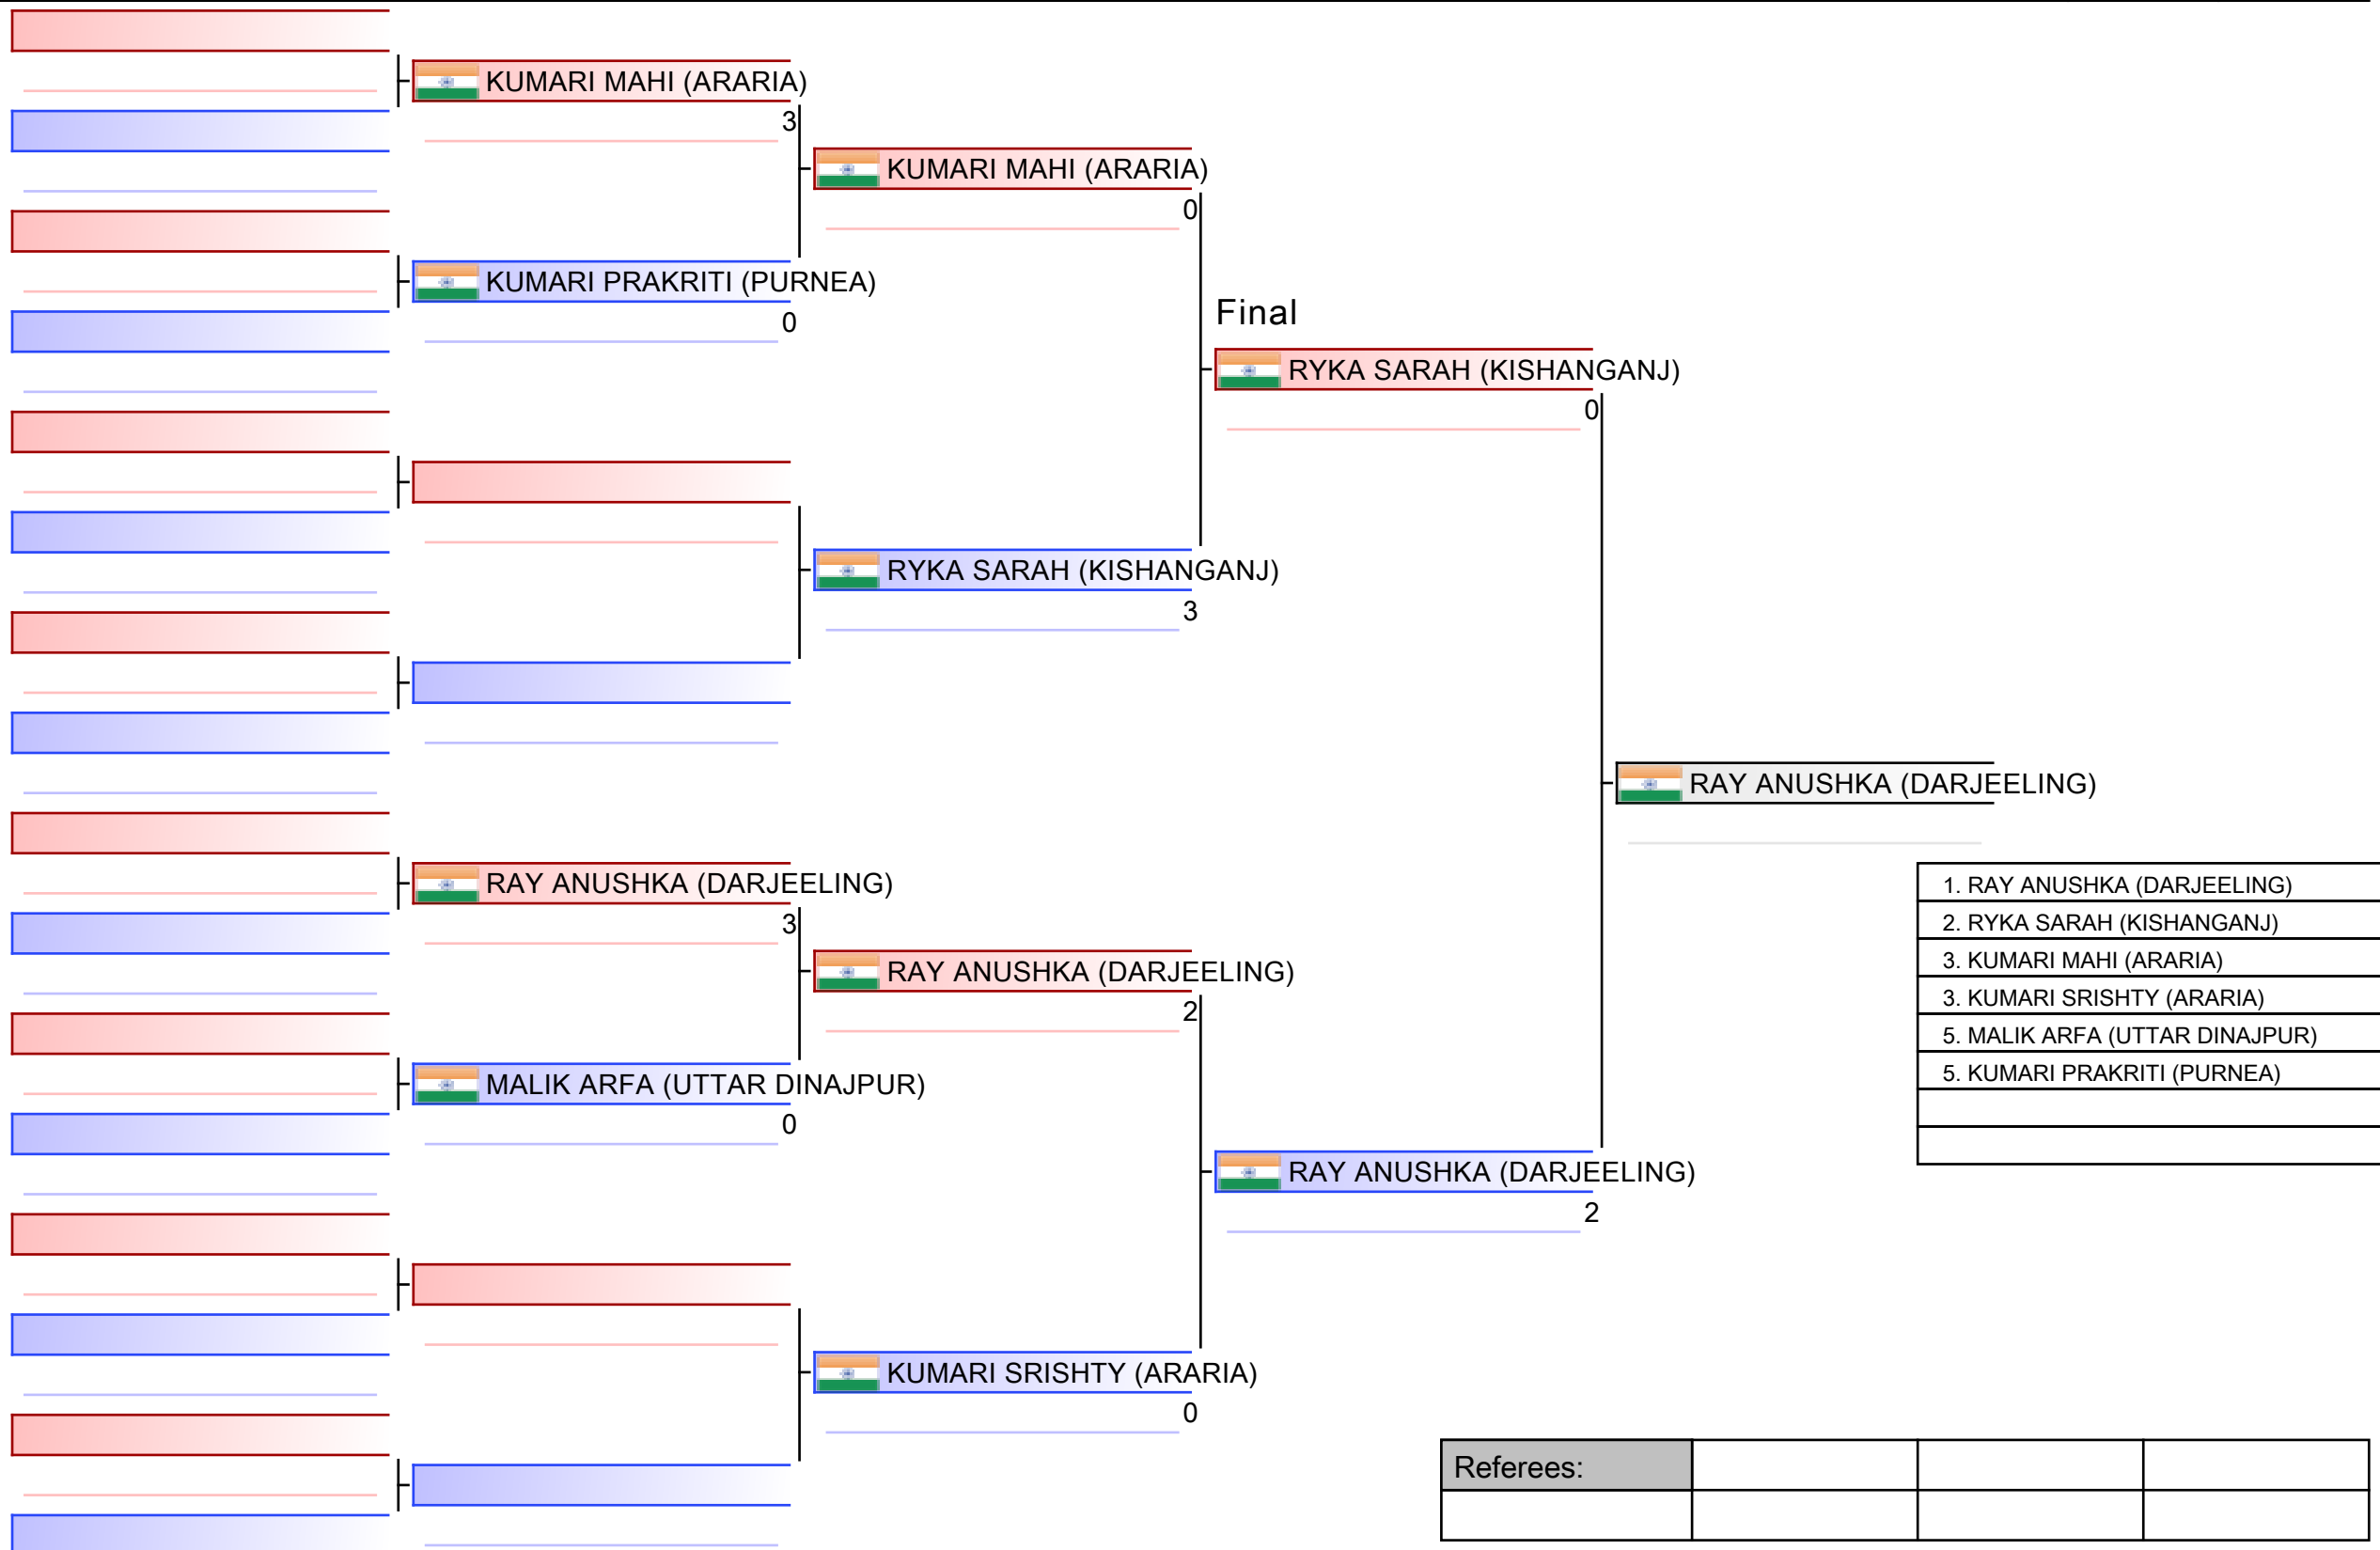 KUMARI MAHI (ARARIA)
3
KUMARI MAHI (ARARIA)
0
KUMARI PRAKRITI (PURNEA)
0
Final
RYKA SARAH (KISHANGANJ)
0
RYKA SARAH (KISHANGANJ)
3
RAY ANUSHKA (DARJEELING)
RAY ANUSHKA (DARJEELING)
3
RAY ANUSHKA (DARJEELING)
2
MALIK ARFA (UTTAR DINAJPUR)
0
RAY ANUSHKA (DARJEELING)
2
KUMARI SRISHTY (ARARIA)
0
1. RAY ANUSHKA (DARJEELING)
2. RYKA SARAH (KISHANGANJ)
3. KUMARI MAHI (ARARIA)
3. KUMARI SRISHTY (ARARIA)
5. MALIK ARFA (UTTAR DINAJPUR)
5. KUMARI PRAKRITI (PURNEA)
Referees: